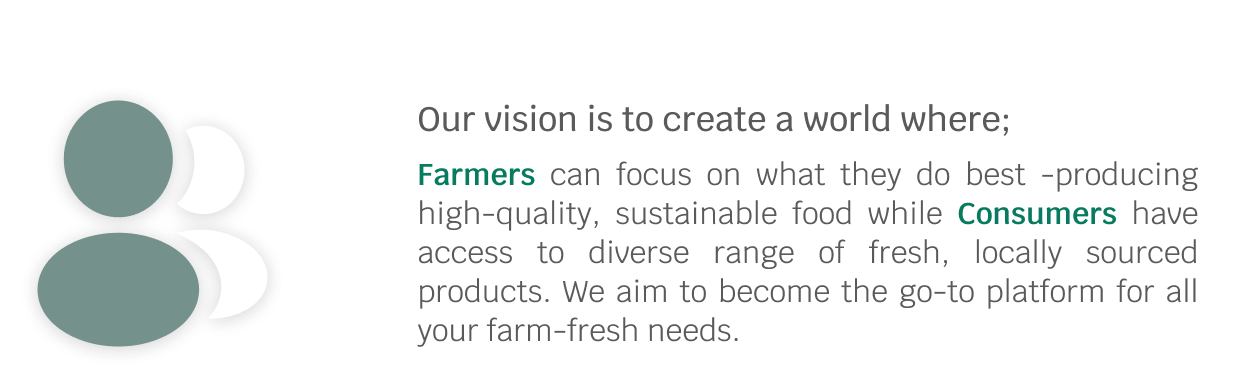 Our vision is to create a world where;
Farmers can focus on what they do best -producing
high-quality, sustainable food while Consumers have
access to diverse range of fresh, locally sourced
products. We aim to become the go-to platform for all
your farm-fresh needs.